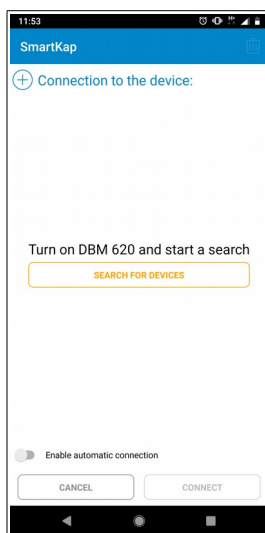 11:53
SmartKap
Connection to the device:
Turn on DBM 620 and start a search
SEARCH FOR DEVICES
Enable automatic connection
CANCEL
CONNECT